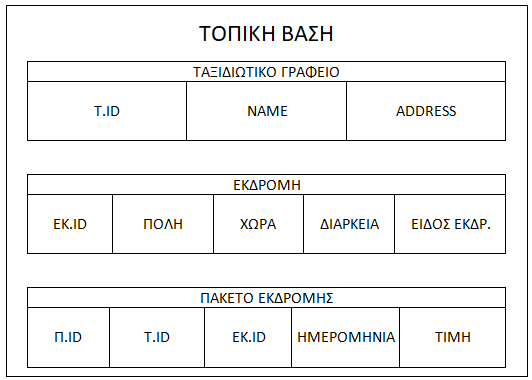 ΤΟΠΙΚΗ ΒΑΣΗ
ΤΑΞΙΔΙΩΤΙΚΟ ΓΡΑΦΕΙΟ
Τ.ID NAME ADDRESS
ΕΚΔΡΟΜΗ
ΕΚ.ID ΠΟΛΗ ΧΩΡΑ ΔΙΑΡΚΕΙΑ ΕΙΔΟΣ ΕΚΔΡ.
ΠΑΚΕΤΟ ΕΚΔΡΟΜΗΣ
Π.ID Τ.ID ΕΚ.ID ΗΜΕΡΟΜΗΝΙΑ ΤΙΜΗ